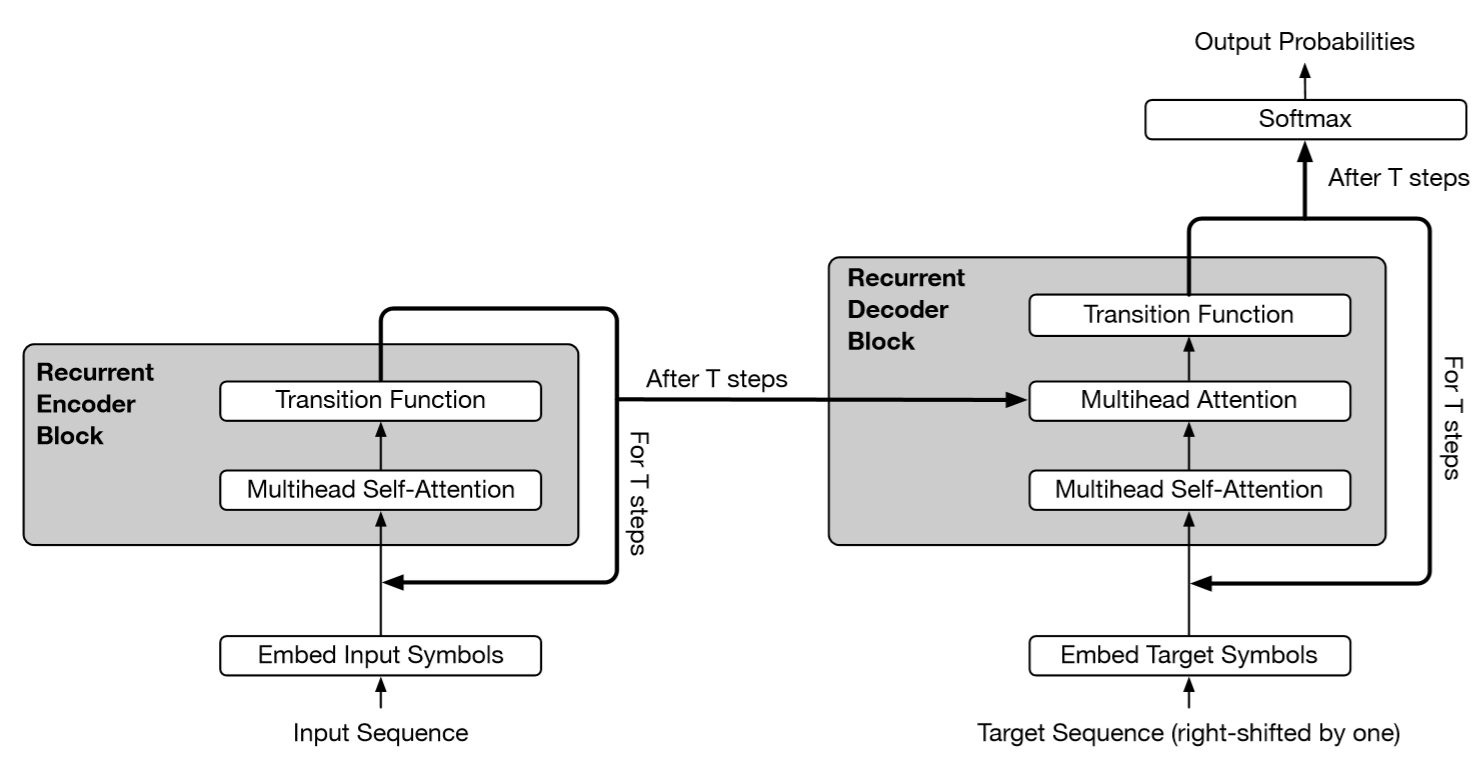 Output Probabilities
Softmax
After T steps
Recurrent
Decoder
Block
Transition Function
Multihead Attention
Multihead Self-Attention
For T steps
Embed Target Symbols
Target Sequence (right-shifted by one)
After T steps
Recurrent
Encoder
Block
Transition Function
Multihead Self-Attention
For T steps
Embed Input Symbols
Input Sequence